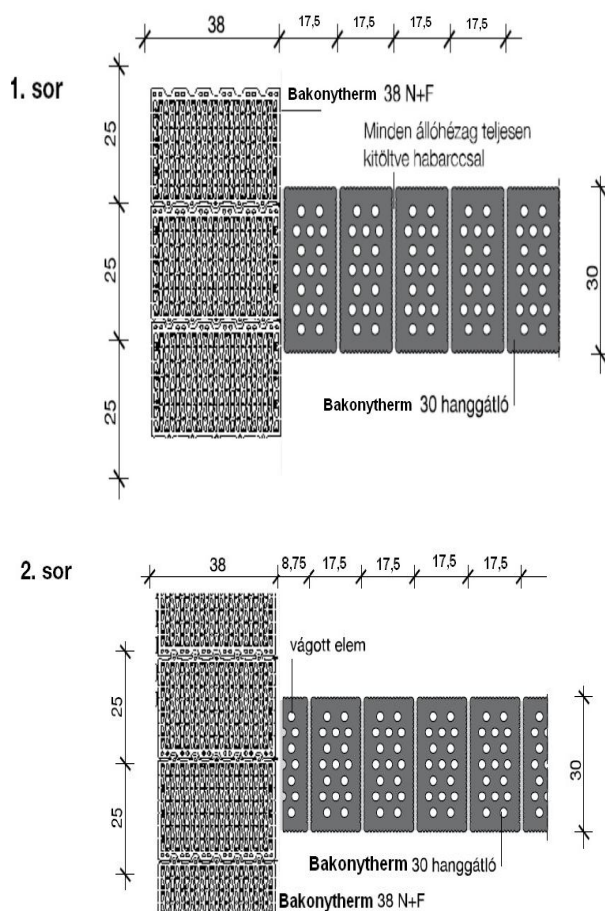 38
17,5 17,5 17,5 17,5
1. sor
Bakonytherm 38 N+F
Minden állóhézag teljesen
kitöltve habarccsal
25
25
25
30
Bakonytherm 30 hanggátló
2. sor
38
8,75 17,5 17,5 17,5 17,5
vágott elem
25
25
30
Bakonytherm 30 hanggátló
Bakonytherm 38 N+F